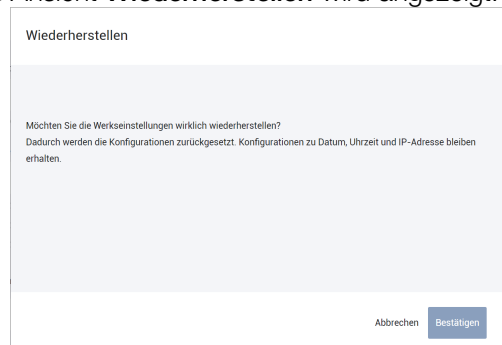 Ansicht Wiederherstellen wird angezeigt.
Wiederherstellen
Möchten Sie die Werkseinstellungen wirklich wiederherstellen?
Dadurch werden die Konfigurationen zurückgesetzt. Konfigurationen zu Datum, Uhrzeit und IP-Adresse bleiben
erhalten.
Abbrechen Bestätigen